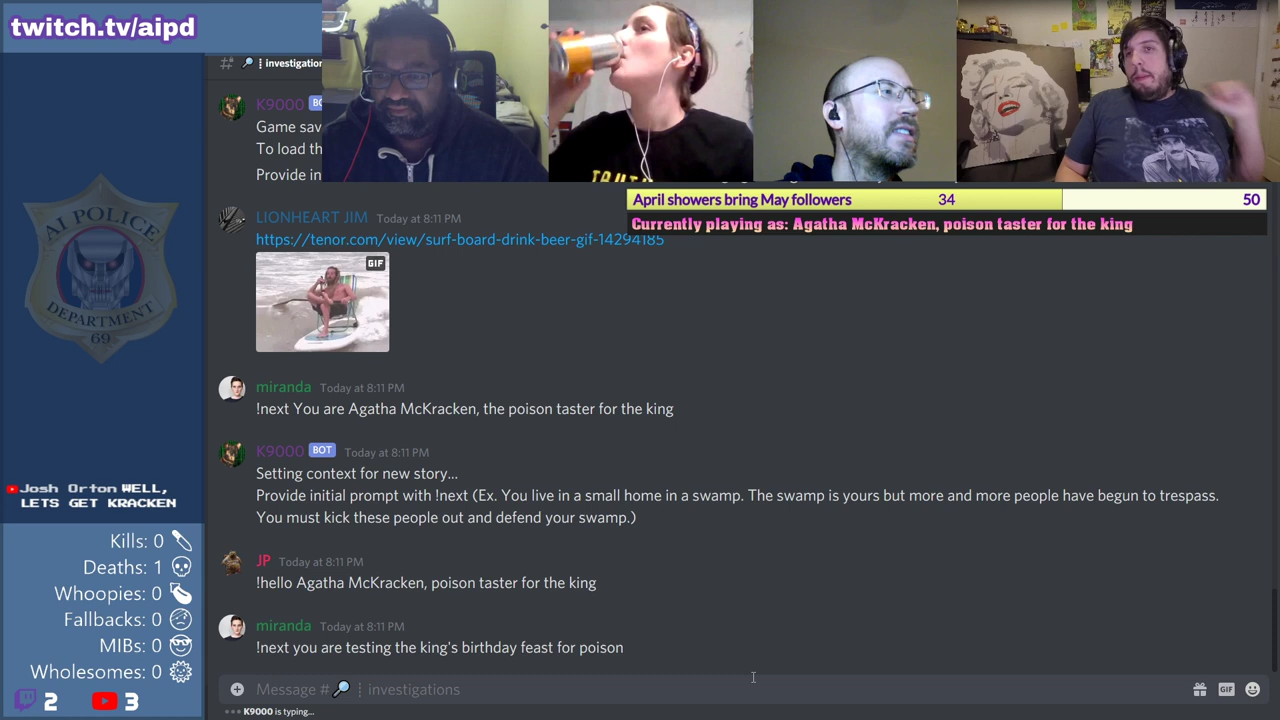 twitch.tv/aipd
investigation
K9000
Game sav
To load th
Provide in
LIONHEART JIM Today at 8:11 PM
https://tenor.com/view/surf-board-drink-beer-gif-14294185
GIF
April showers bring May followers 34 50
Currently playing as: Agatha McKracken, poison taster for the king
miranda Today at 8:11 PM
!next You are Agatha McKracken, the poison taster for the king
K9000 BOT Today at 8:11 PM
Setting context for new story...
Provide initial prompt with !next (Ex. You live in a small home in a swamp. The swamp is yours but more and more people have begun to trespass.
You must kick these people out and defend your swamp.)
JP Today at 8:11 PM
!hello Agatha McKracken, poison taster for the king
miranda Today at 8:11 PM
!next you are testing the king's birthday feast for poison
Message # investigations
K9000 is typing...
AI POLICE
DEPARTMENT
69
Josh Orton WELL,
LETS GET KRACKEN
Kills: 0
Deaths: 1
Whoopies: 0
Fallbacks: 0
MIBs: 0
Wholesomes: 0
2 3